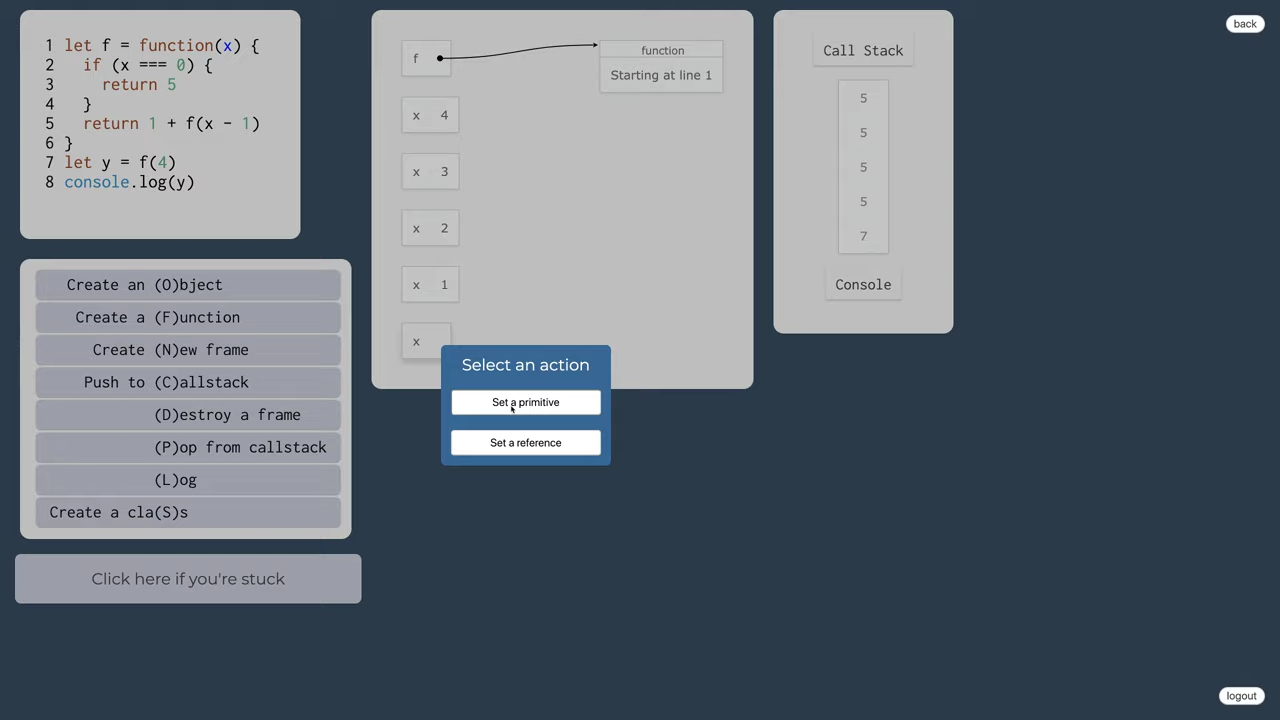 back
1 let f = function(x) {
2   if (x === 0) {
3     return 5
4   }
5   return 1 + f(x - 1)
6 }
7 let y = f(4)
8 console.log(y)
Create an (O)bject
Create a (F)unction
Create (N)ew frame
Push to (C)allstack
(D)estroy a frame
(P)op from callstack
(L)og
Create a cla(S)s
Click here if you're stuck
f
function
Starting at line 1
x 4
x 3
x 2
x 1
x
Select an action
Set a primitive
Set a reference
Call Stack
5
5
5
5
7
Console
logout